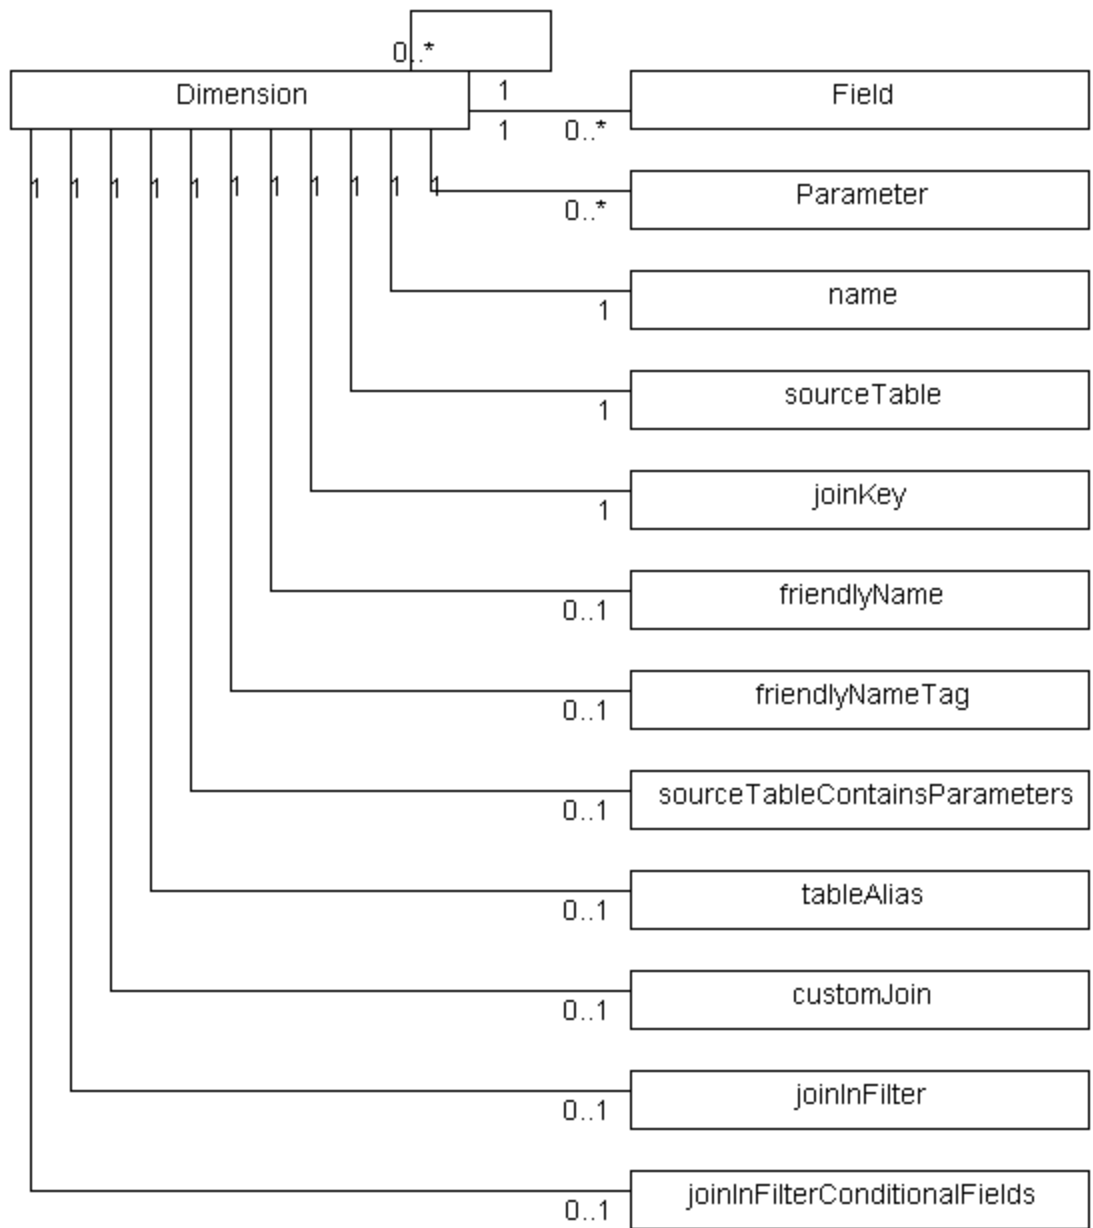 0..*
Dimension
1
Field
1
0..*
1 1 1 1 1 1 1 1 1 1 1
Parameter
0..*
name
1
sourceTable
1
joinKey
1
friendlyName
0..1
friendlyNameTag
0..1
sourceTableContainsParameters
0..1
tableAlias
0..1
customJoin
0..1
joinInFilter
0..1
joinInFilterConditionalFields
0..1